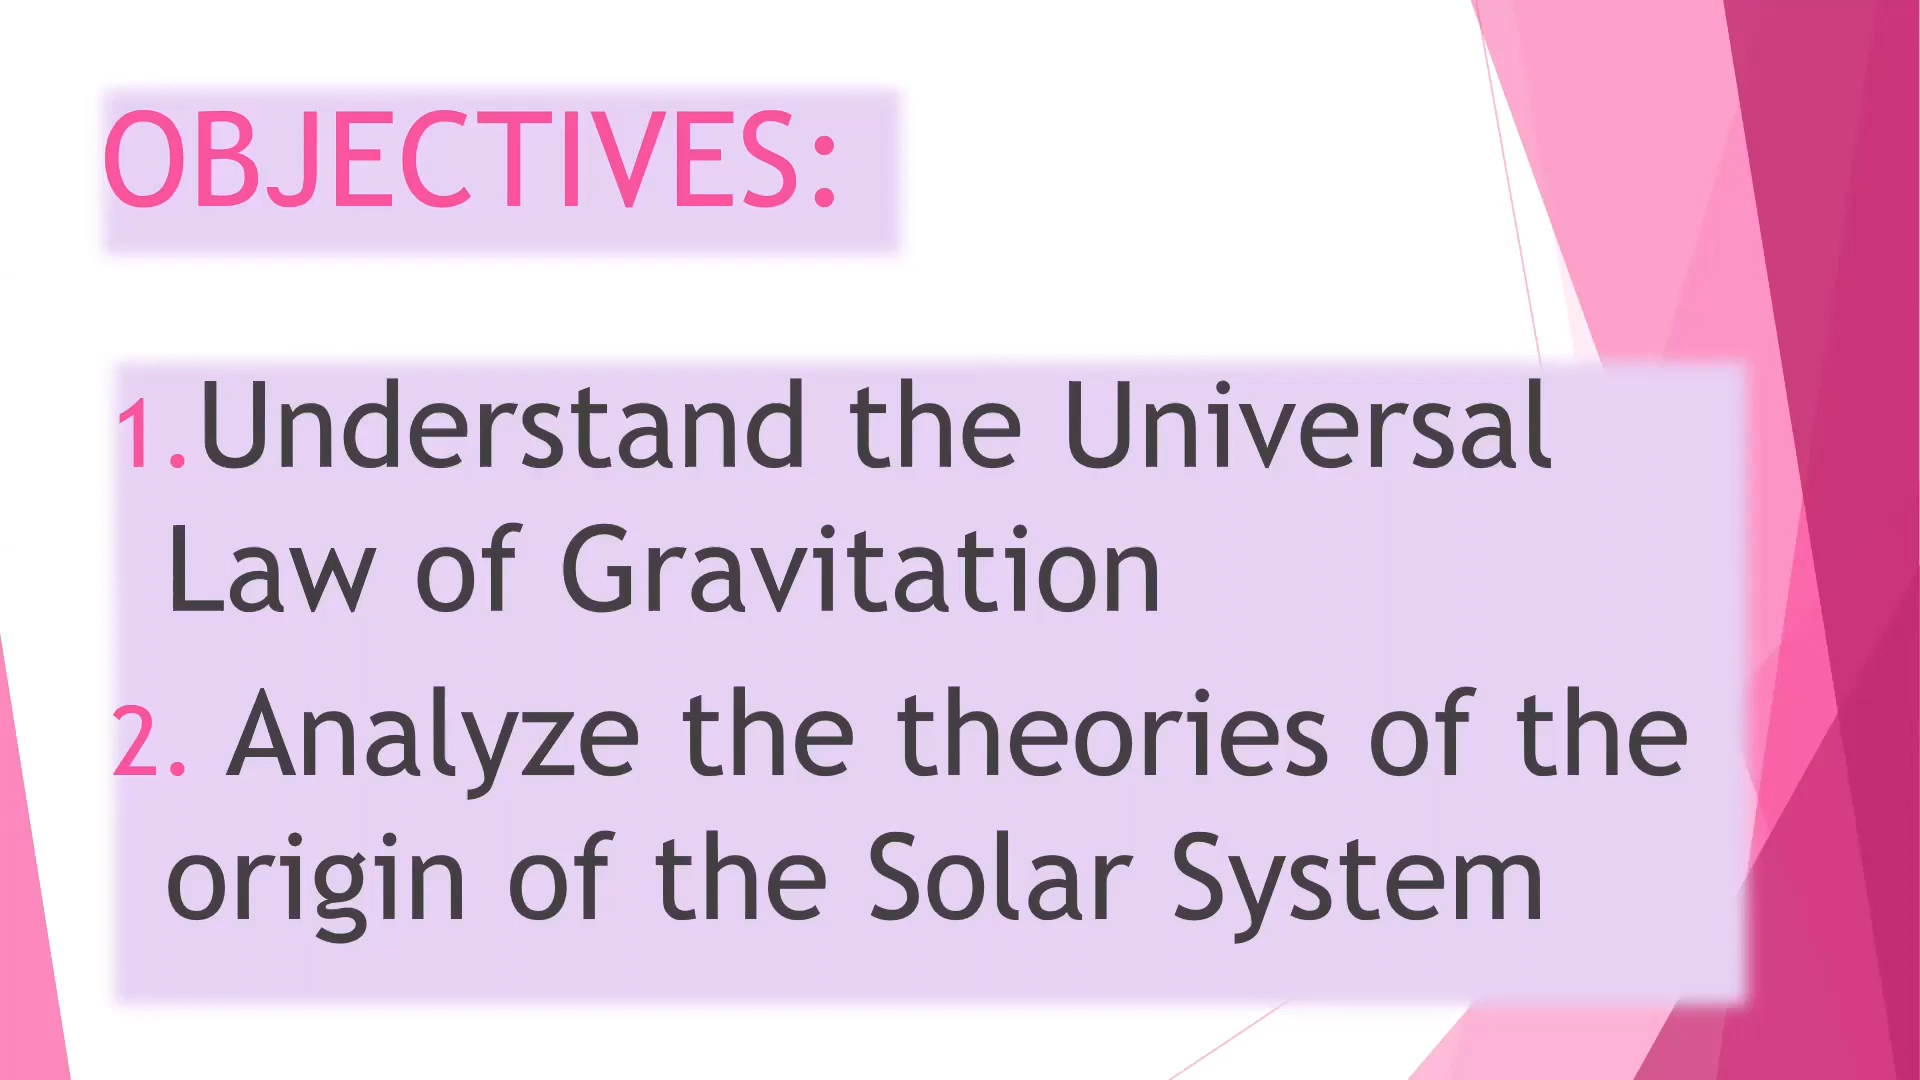 OBJECTIVES:
1.Understand the Universal
Law of Gravitation
2. Analyze the theories of the
origin of the Solar System